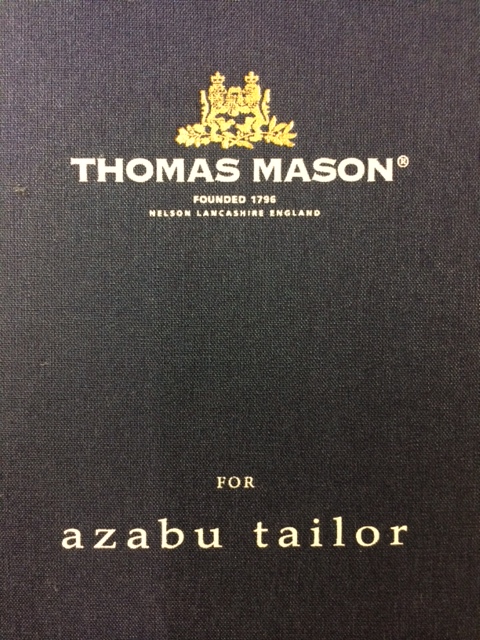 THOMAS MASON®
FOUNDED 1796
NELSON LANCASHIRE ENGLAND
FOR
azabu tailor